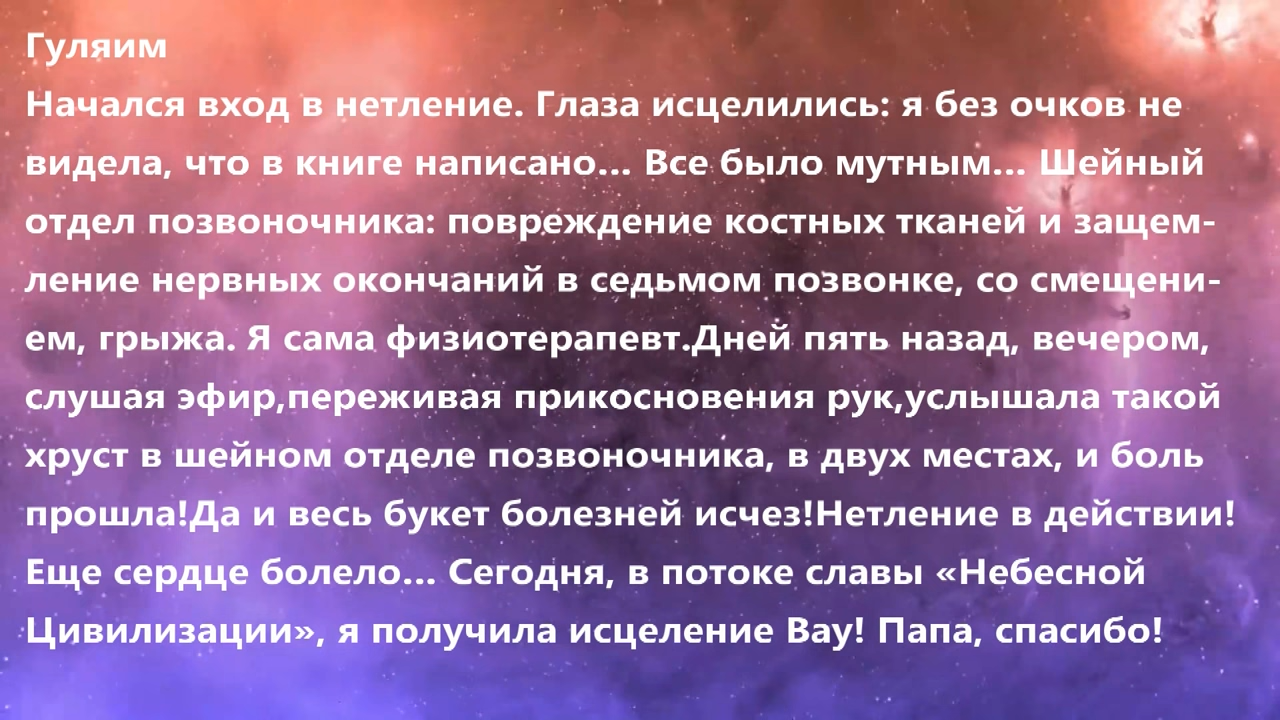 Гуляим
Начался вход в нетление. Глаза исцелились: я без очков не
видела, что в книге написано... Все было мутным... Шейный
отдел позвоночника: повреждение костных тканей и защем-
ление нервных окончаний в седьмом позвонке, со смещени-
ем, грыжа. Я сама физиотерапевт.Дней пять назад, вечером,
слушая эфир,переживая прикосновения рук,услышала такой
хруст в шейном отделе позвоночника, в двух местах, и боль
прошла!Да и весь букет болезней исчез!Нетление в действии!
Еще сердце болело... Сегодня, в потоке славы «Небесной
Цивилизации», я получила исцеление Вау! Папа, спасибо!